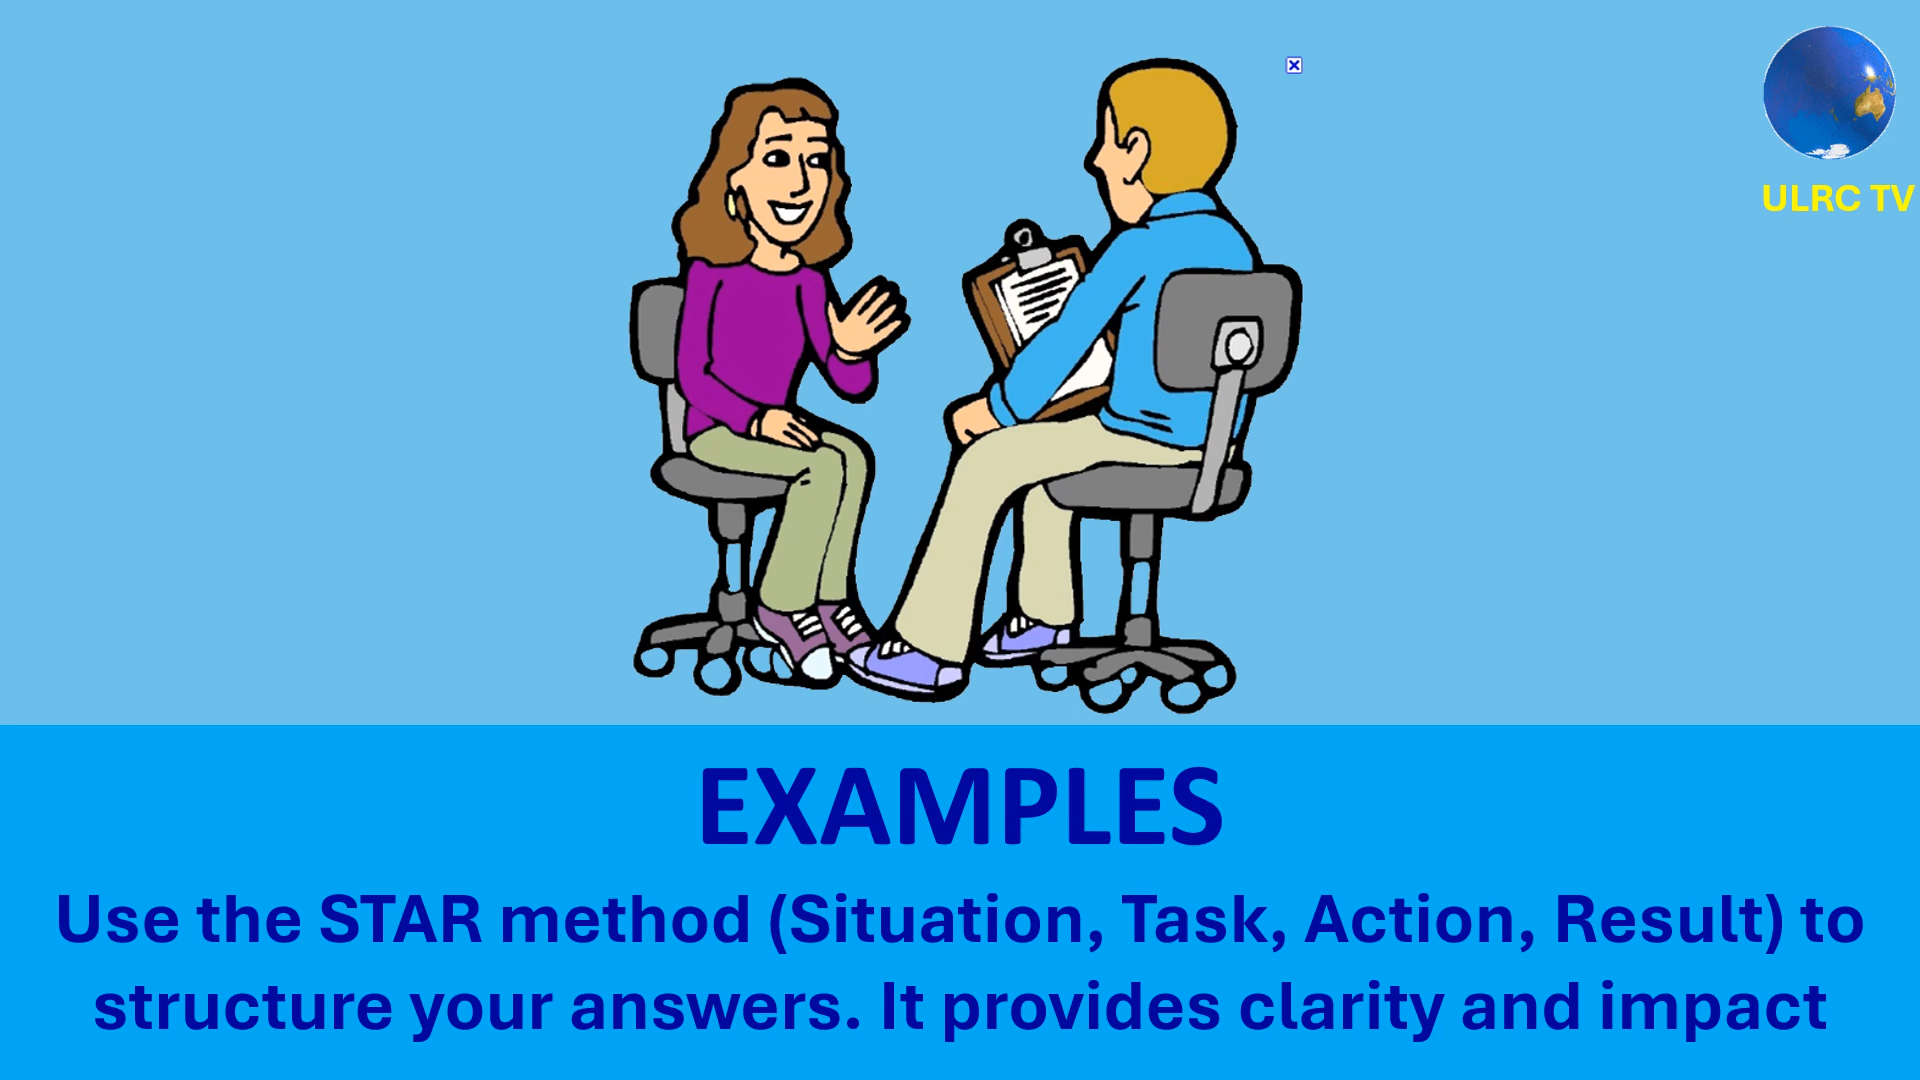 ULRC TV
EXAMPLES
Use the STAR method (Situation, Task, Action, Result) to
structure your answers. It provides clarity and impact